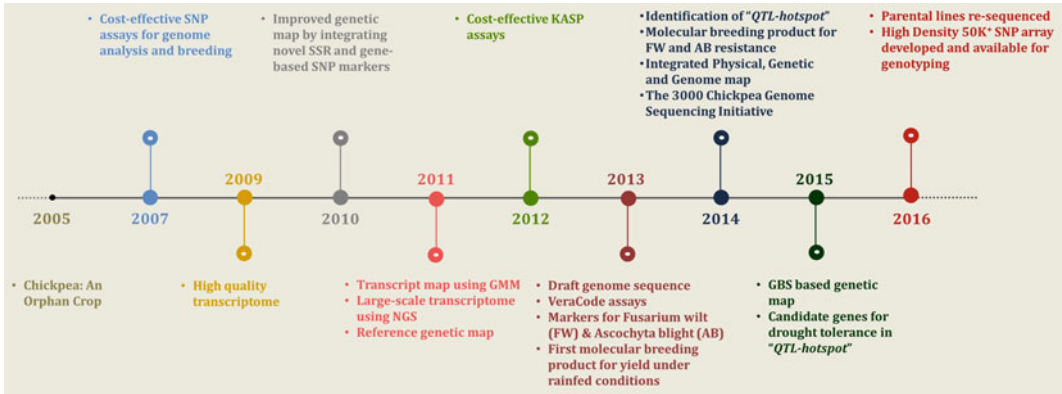 • Cost-effective SNP
assays for genome
analysis and breeding
• Improved genetic
map by integrating
novel SSR and gene-
based SNP markers
• Cost-effective KASP
assays
• Identification of "QTL-hotspot"
• Molecular breeding product for
FW and AB resistance
• Integrated Physical, Genetic
and Genome map
• The 3000 Chickpea Genome
Sequencing Initiative
• Parental lines re-sequenced
• High Density 50K+ SNP array
developed and available for
genotyping
2005
2007
2009
2010
2011
2012
2013
2014
2015
2016
• Chickpea: An
Orphan Crop
• High quality
transcriptome
• Transcript map using GMM
• Large-scale transcriptome
using NGS
• Reference genetic map
• Draft genome sequence
• VeraCode assays
• Markers for Fusarium wilt
(FW) & Ascochyta blight (AB)
• First molecular breeding
product for yield under
rainfed conditions
• GBS based genetic
map
• Candidate genes for
drought tolerance in
"QTL-hotspot"